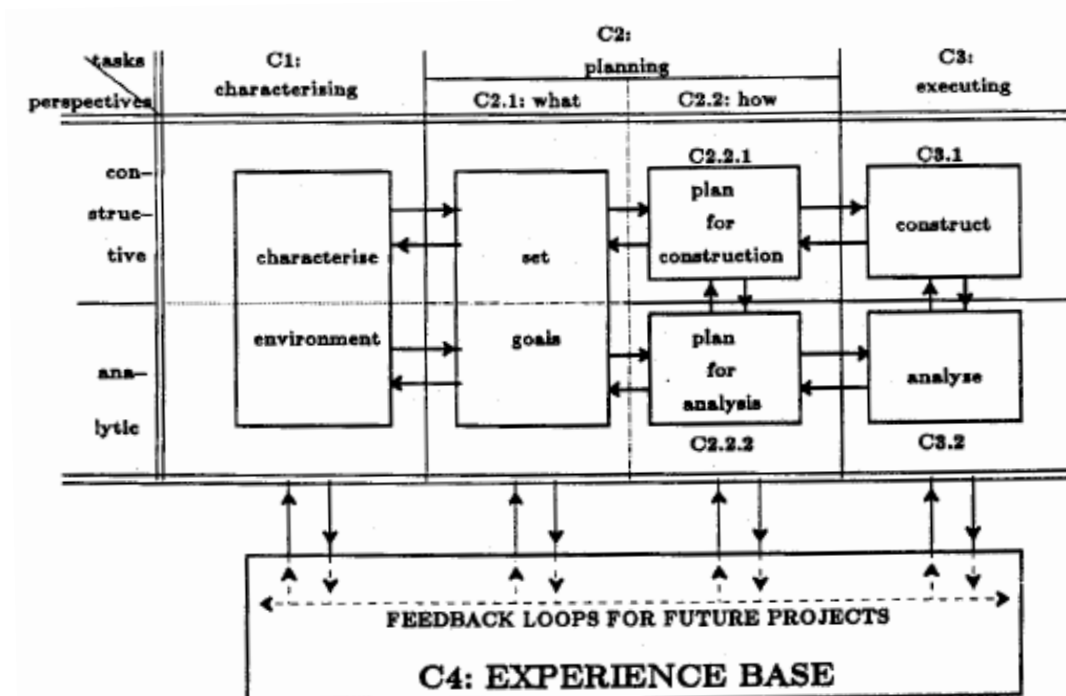 tasks
perspectives
C1:
characterising
C2:
planning
C2.1: what
C2.2: how
C3:
executing
con-
struc-
tive
ana-
lytic
characterise
environment
set
goals
C2.2.1
plan
for
construction
plan
for
analysis
C2.2.2
C3.1
construct
analyse
C3.2
FEEDBACK LOOPS FOR FUTURE PROJECTS
C4: EXPERIENCE BASE